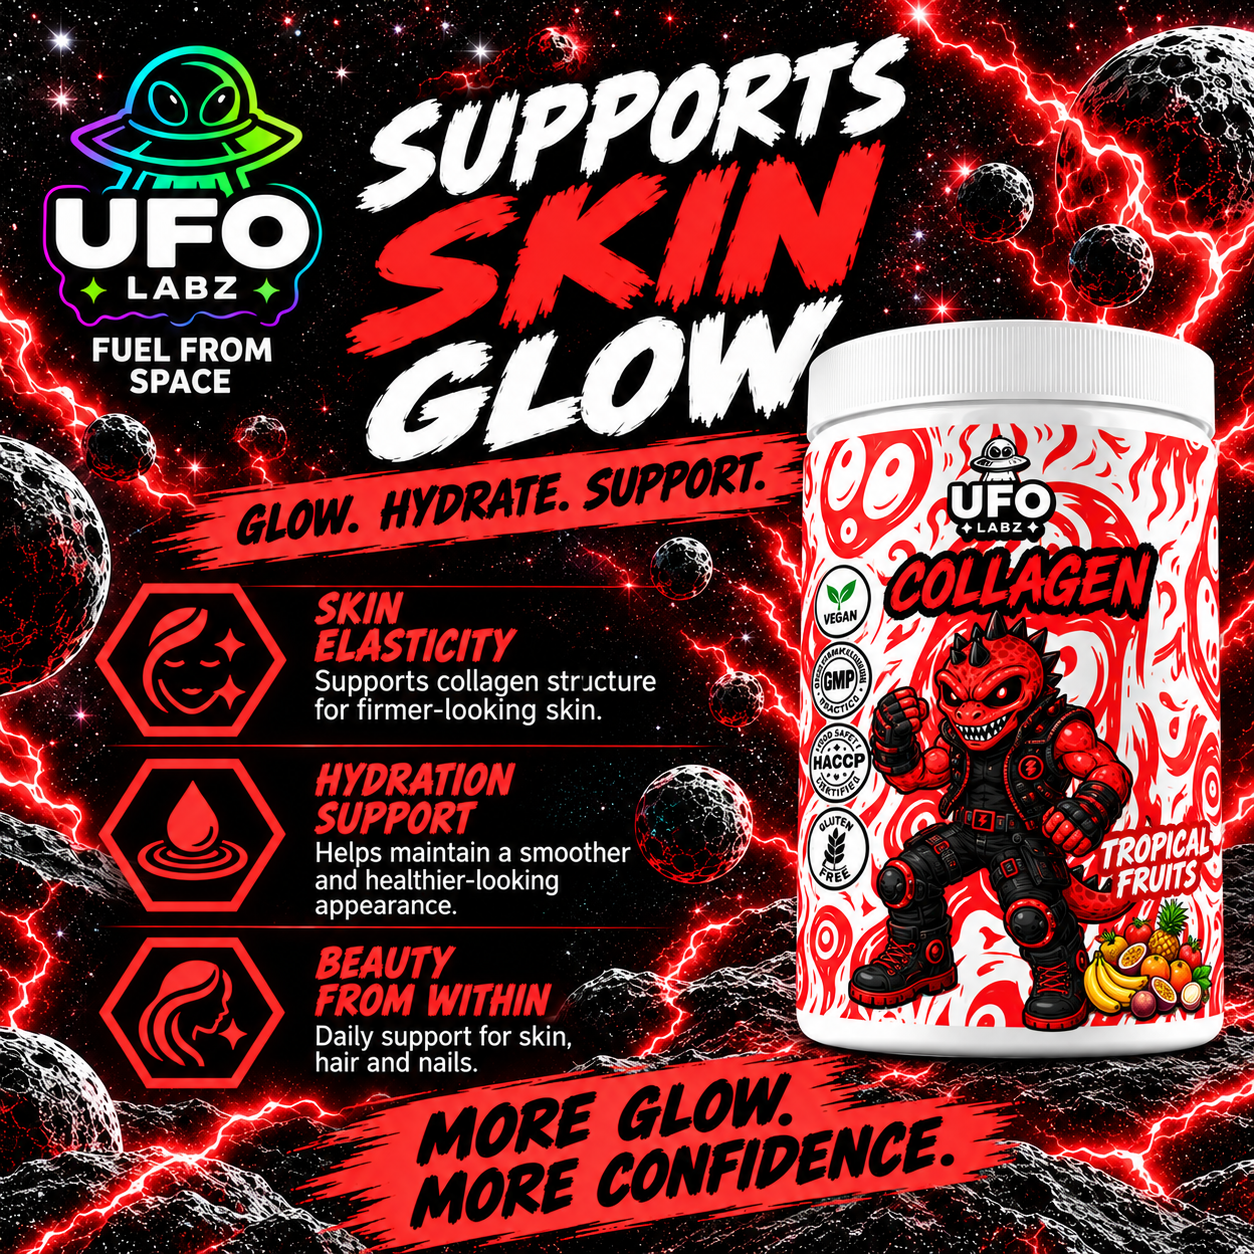 UFO
LABZ
FUEL FROM
SPACE
SUPPORTS
SKIN
GLOW
GLOW. HYDRATE. SUPPORT.
SKIN
ELASTICITY
Supports collagen structure
for firmer-looking skin.
HYDRATION
SUPPORT
Helps maintain a smoother
and healthier-looking
appearance.
BEAUTY
FROM WITHIN
Daily support for skin,
hair and nails.
MORE GLOW.
MORE CONFIDENCE.
UFO
LABZ
COLLAGEN
VEGAN
GMP
HACCP
CERTIFIED
GLUTEN
FREE
TROPICAL
FRUITS